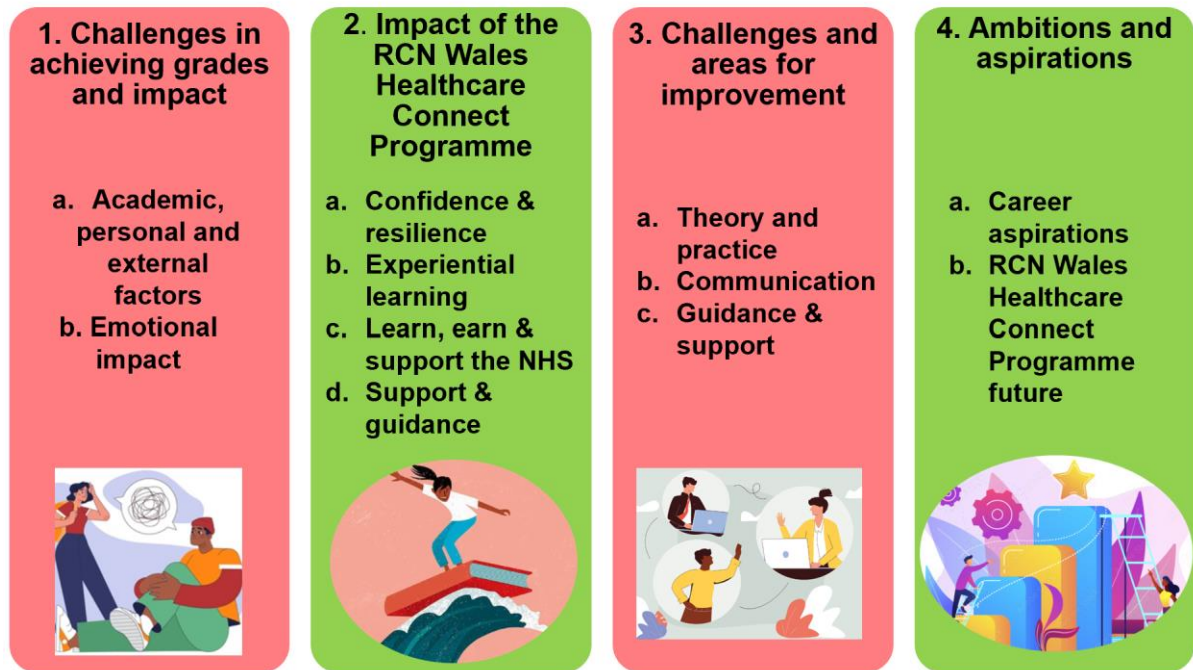 1. Challenges in
achieving grades
and impact
a. Academic,
personal and
external
factors
b. Emotional
impact
2. Impact of the
RCN Wales
Healthcare
Connect
Programme
a. Confidence &
resilience
b. Experiential
learning
c. Learn, earn &
support the NHS
d. Support &
guidance
3. Challenges and
areas for
improvement
a. Theory and
practice
b. Communication
c. Guidance &
support
4. Ambitions and
aspirations
a. Career
aspirations
b. RCN Wales
Healthcare
Connect
Programme
future